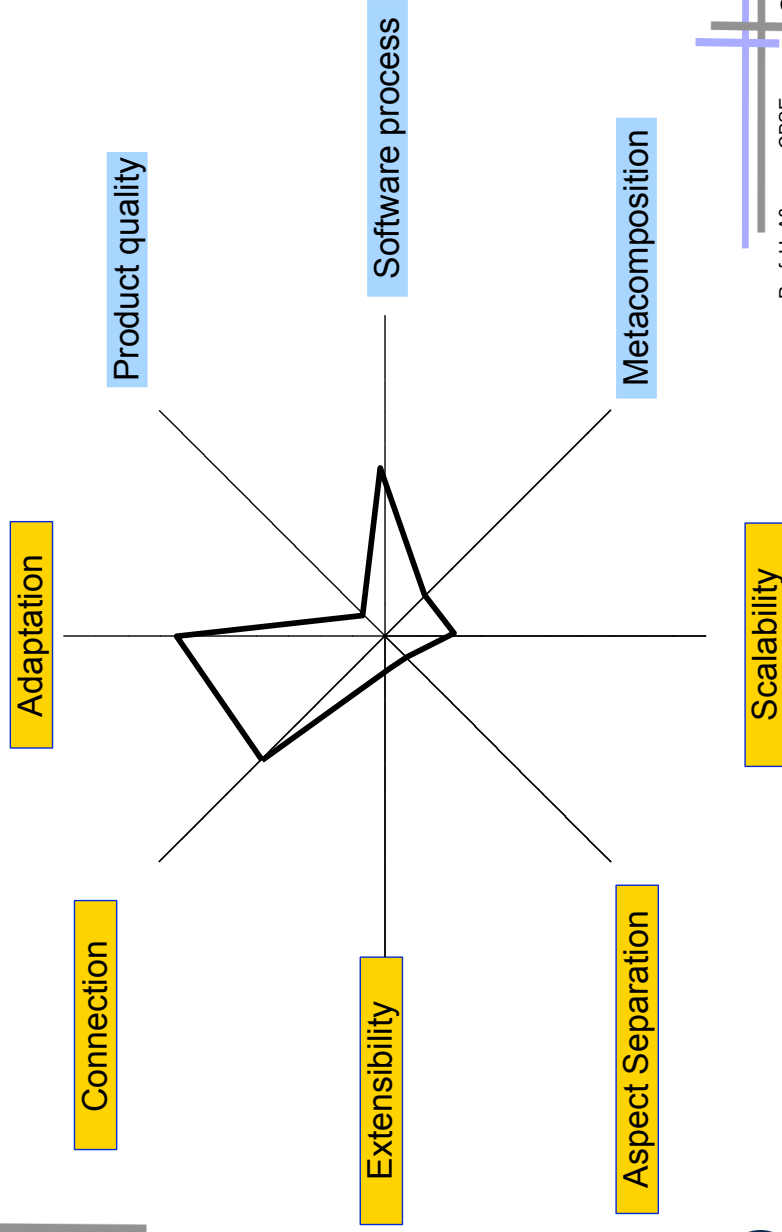 Connection
Extensibility
Aspect Separation
Adaptation
Scalability
Product quality
Software process
Metacomposition